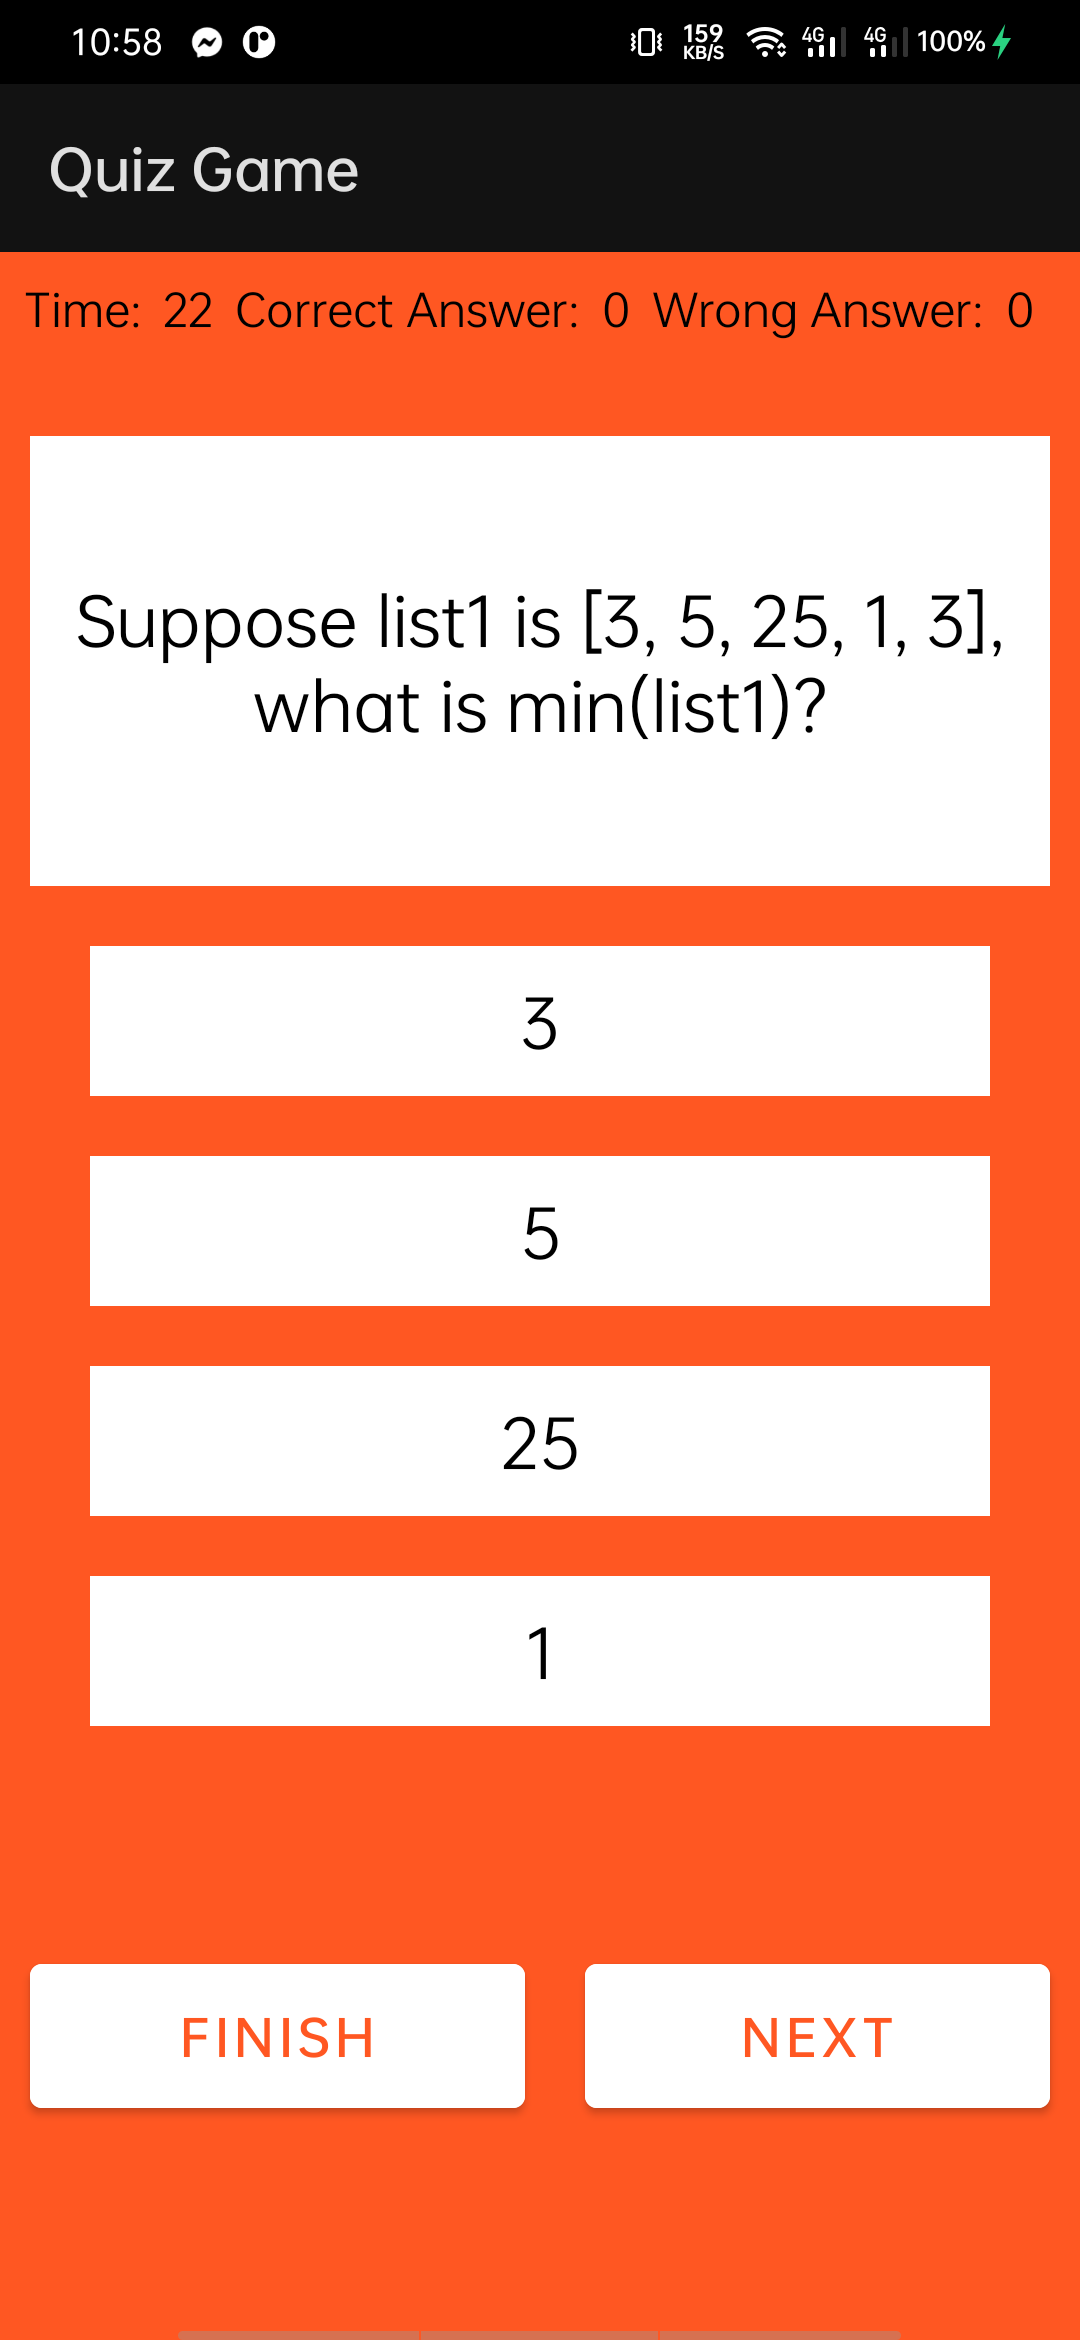 10:58 159 KB/S 4G 4G 100%
Quiz Game
Time: 22 Correct Answer: 0 Wrong Answer: 0
Suppose list1 is [3, 5, 25, 1, 3],
what is min(list1)?
3
5
25
1
FINISH NEXT